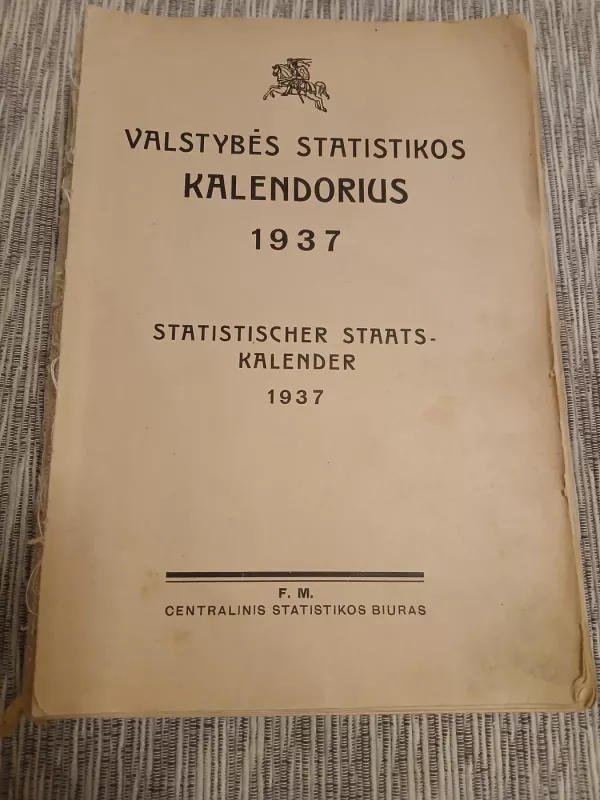 VALSTYBĖS STATISTIKOS
KALENDORIUS
1937
STATISTISCHER STAATS-
KALENDER
1937
F. M.
CENTRALINIS STATISTIKOS BIURAS